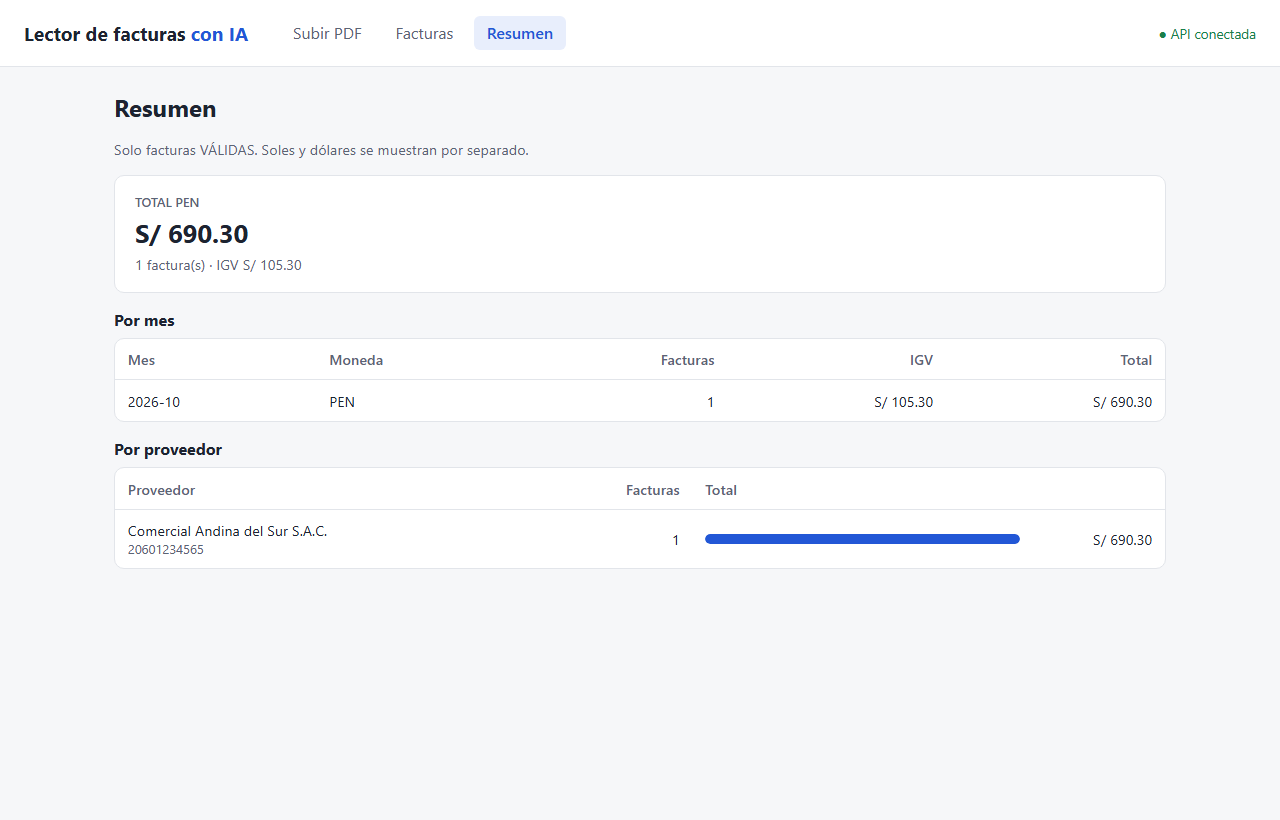 Lector de facturas con IA Subir PDF Facturas Resumen ● API conectada
Resumen
Solo facturas VÁLIDAS. Soles y dólares se muestran por separado.
TOTAL PEN
S/ 690.30
1 factura(s) · IGV S/ 105.30
Por mes
Mes Moneda Facturas IGV Total
2026-10 PEN 1 S/ 105.30 S/ 690.30
Por proveedor
Proveedor Facturas Total
Comercial Andina del Sur S.A.C.
20601234565
1 S/ 690.30